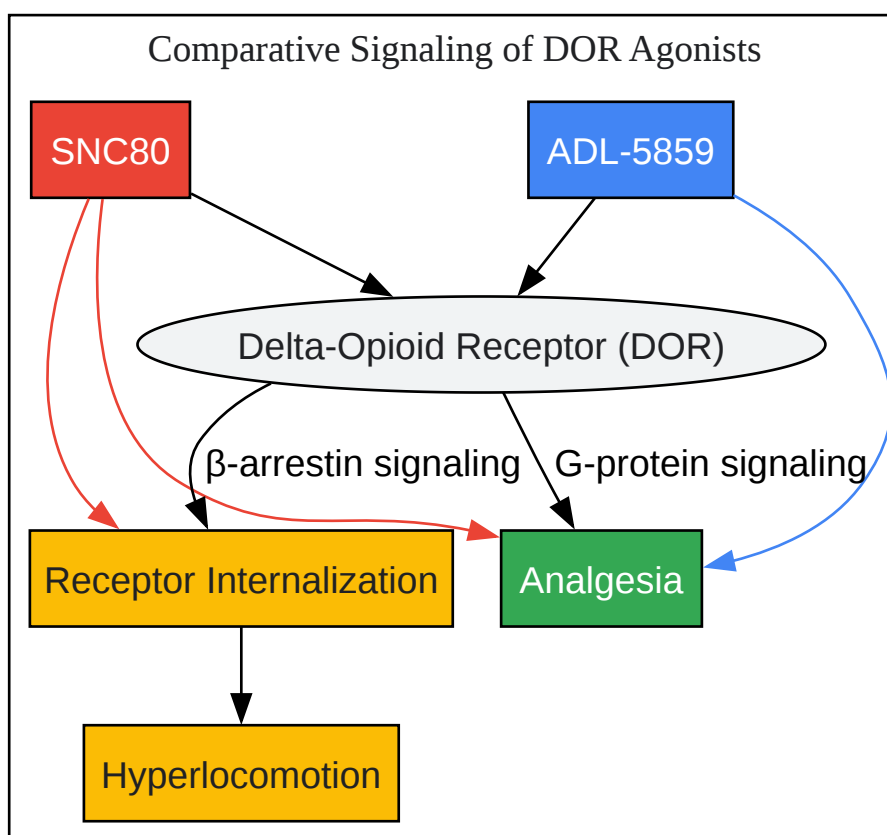 Comparative Signaling of DOR Agonists
SNC80
ADL-5859
Delta-Opioid Receptor (DOR)
β-arrestin signaling
G-protein signaling
Receptor Internalization
Analgesia
Hyperlocomotion